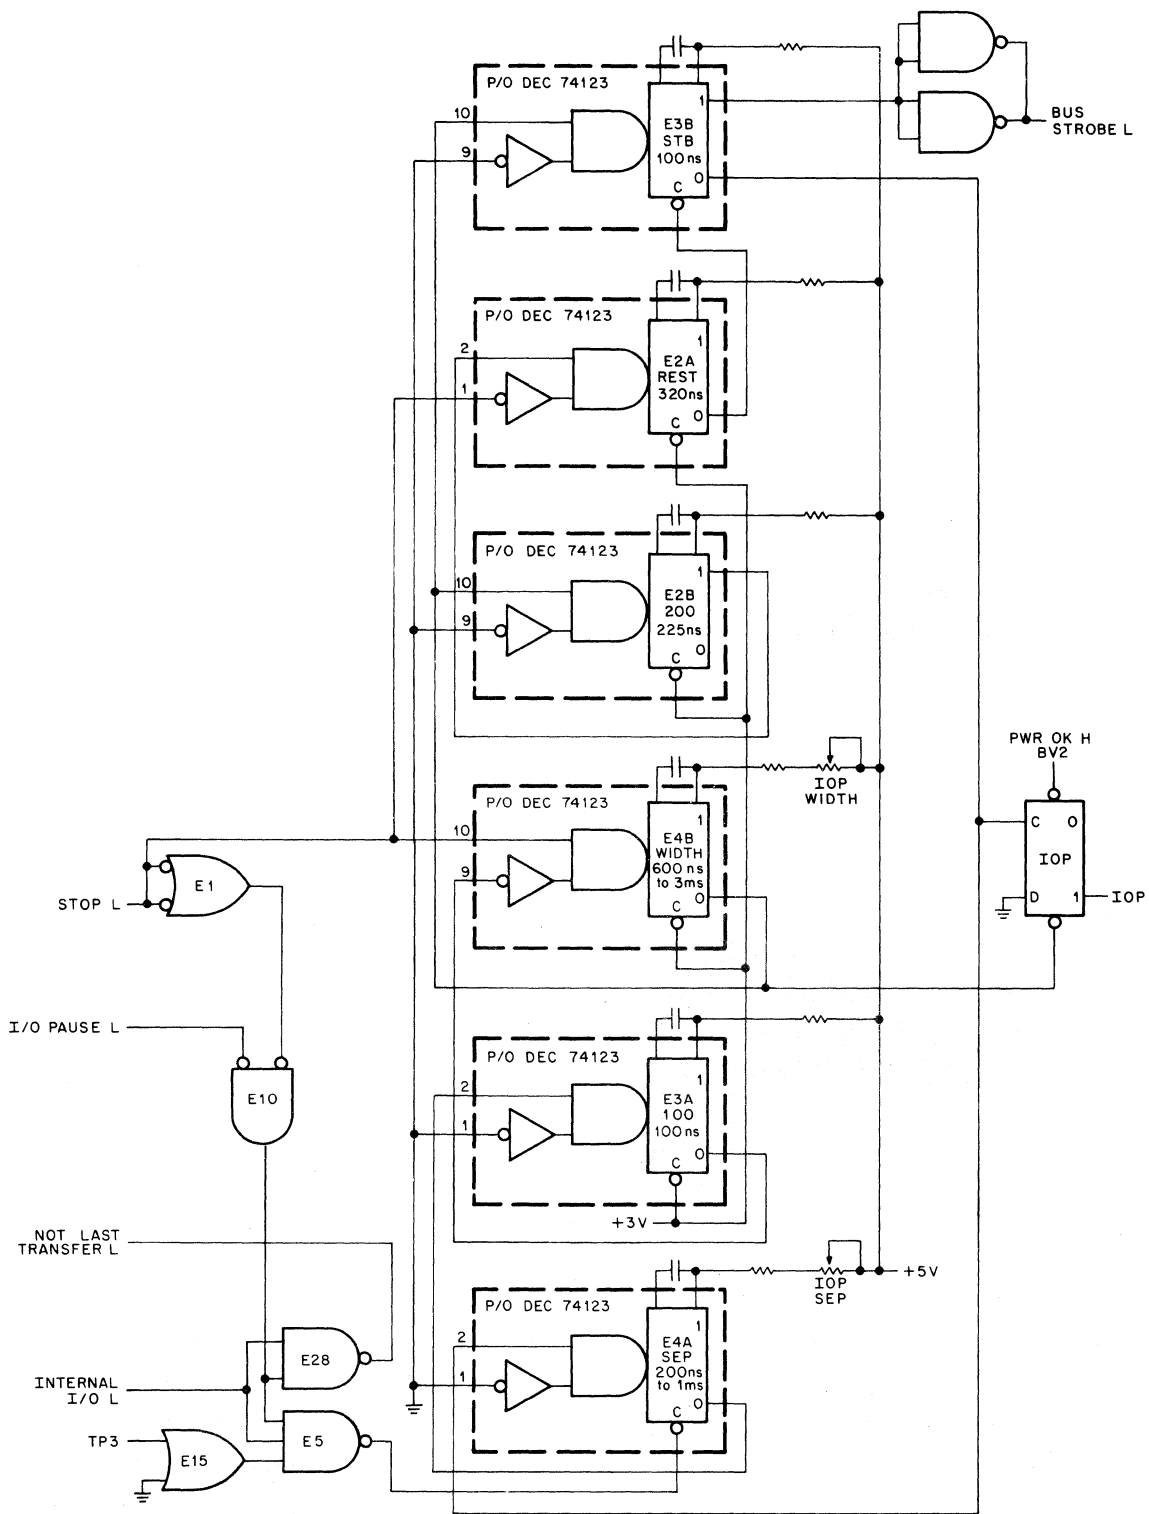 P/O DEC 74123
10
9
E3B
STB
100ns
1
0
C
BUS
STROBE L
P/O DEC 74123
2
1
E2A
REST
320ns
1
0
C
P/O DEC 74123
10
9
E2B
200
225ns
1
0
C
P/O DEC 74123
10
9
E4B
WIDTH
600 ns
to 3ms
1
0
C
IOP
WIDTH
PWR OK H
BV2
C 0
IOP
D 1
IOP
E1
STOP L
I/O PAUSE L
E10
P/O DEC 74123
2
1
E3A
100
100ns
1
0
C
+3V
NOT LAST
TRANSFER L
P/O DEC 74123
2
1
E4A
SEP
200ns
to 1ms
1
0
C
IOP
SEP
+5V
E28
INTERNAL
I/O L
E5
TP3
E15